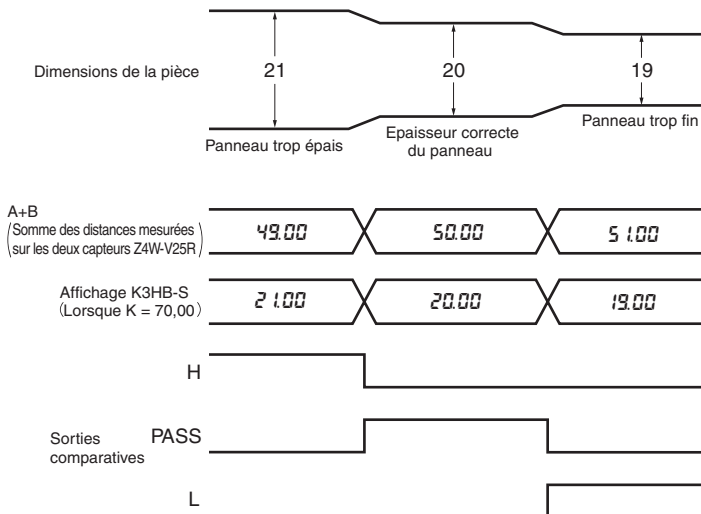 Dimensions de la pièce
21
20
19
Panneau trop épais
Epaisseur correcte
du panneau
Panneau trop fin
A+B
(Somme des distances mesurées
sur les deux capteurs Z4W-V25R)
49.00
50.00
51.00
Affichage K3HB-S
(Lorsque K = 70,00)
21.00
20.00
19.00
H
Sorties
comparatives
PASS
L